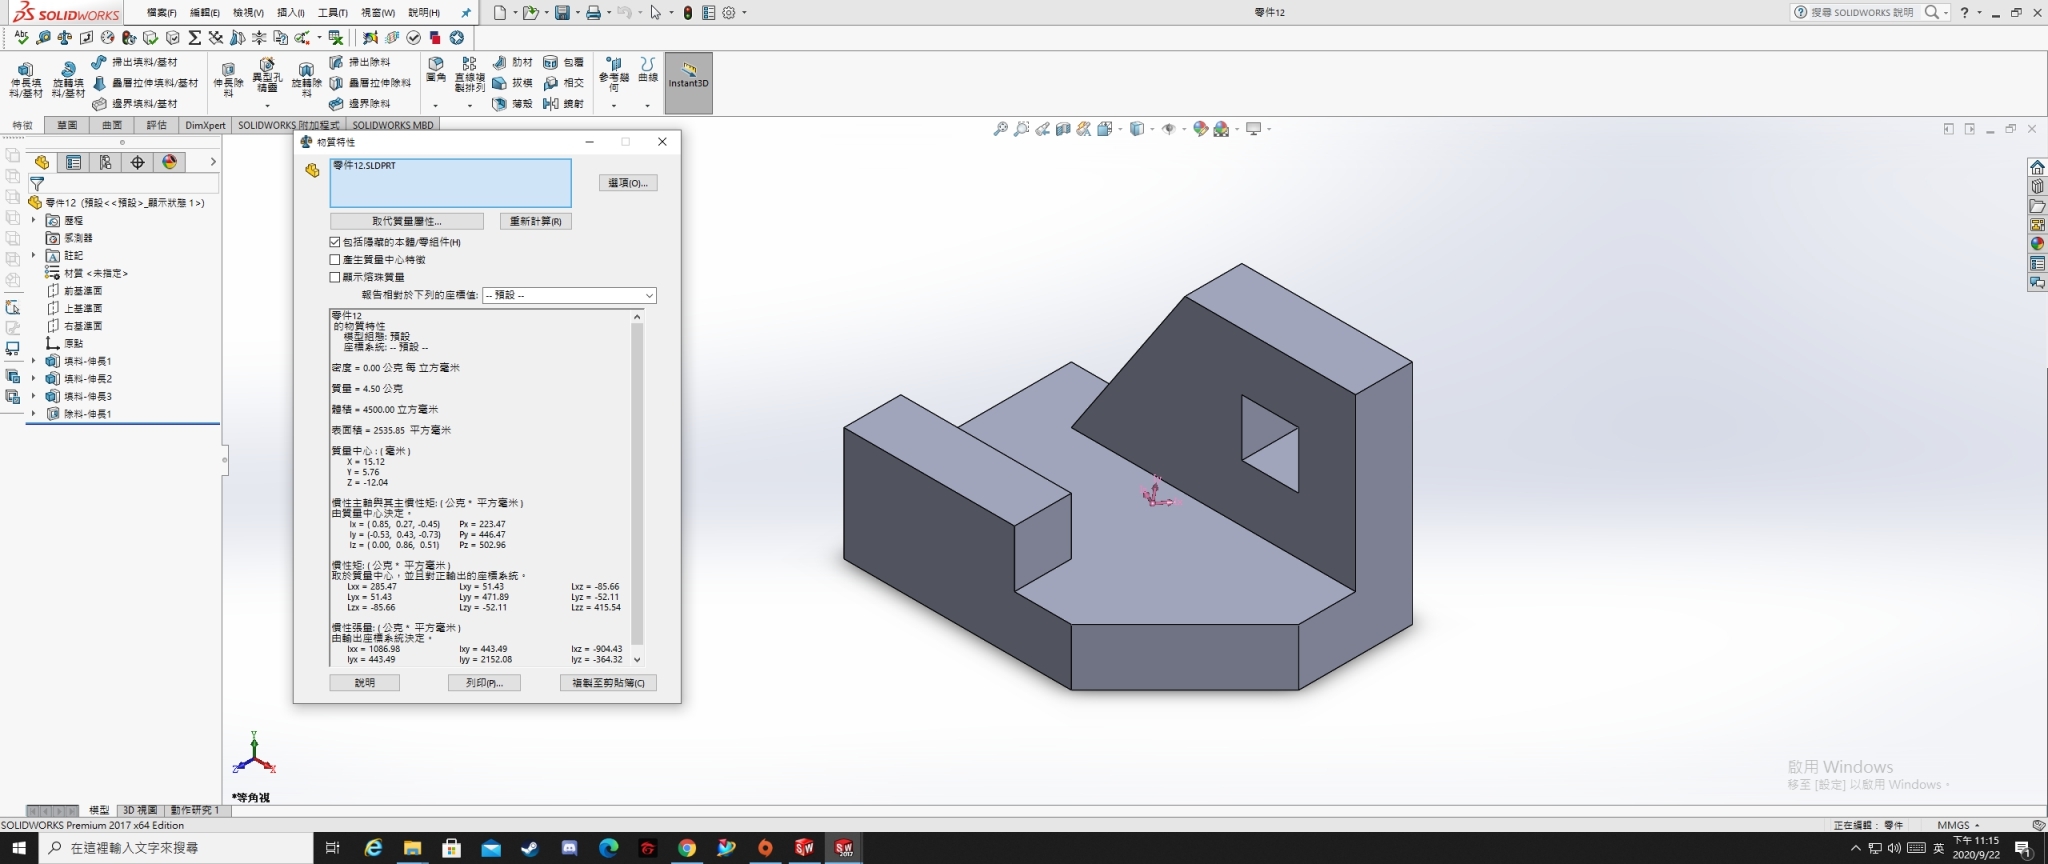 SOLIDWORKS
檔案(F) 編輯(E) 檢視(V) 插入(I) 工具(T) 視窗(W) 說明(H)
零件12
搜尋 SOLIDWORKS 說明
伸長填料/基材
旋轉填料/基材
掃出填料/基材
疊層拉伸填料/基材
邊界填料/基材
伸長除料
異型孔精靈
旋轉除料
掃出除料
疊層拉伸除料
邊界除料
圓角
直線複製排列
肋材
拔模
薄殼
包覆
相交
鏡射
參考幾何
曲線
Instant3D
特徵 草圖 曲面 評估 DimXpert SOLIDWORKS 附加程式 SOLIDWORKS MBD
零件12 (預設<<預設>_顯示狀態 1>)
歷程
感測器
註記
材質 <未指定>
前基準面
上基準面
右基準面
原點
填料-伸長1
填料-伸長2
填料-伸長3
除料-伸長1
物質特性
零件12.SLDPRT
選項(O)...
取代質量屬性... 重新計算(R)
包括隱藏的本體/零組件(H)
產生質量中心特徵
顯示熔珠質量
報告相對於下列的座標值: -- 預設 --
零件12
的物質特性
模型組態: 預設
座標系統: -- 預設 --
密度 = 0.00 公克 每 立方毫米
質量 = 4.50 公克
體積 = 4500.00 立方毫米
表面積 = 2535.85 平方毫米
質量中心 : ( 毫米 )
X = 15.12
Y = 5.76
Z = -12.04
慣性主軸與其主慣性矩: ( 公克 * 平方毫米 )
由質量中心決定。
Ix = ( 0.85, 0.27, -0.45) Px = 223.47
Iy = (-0.53, 0.43, -0.73) Py = 446.47
Iz = ( 0.00, 0.86, 0.51) Pz = 502.96
慣性矩: ( 公克 * 平方毫米 )
取於質量中心，並且對正輸出的座標系統。
Lxx = 285.47 Lxy = 51.43 Lxz = -85.66
Lyx = 51.43 Lyy = 471.89 Lyz = -52.11
Lzx = -85.66 Lzy = -52.11 Lzz = 415.54
慣性張量: ( 公克 * 平方毫米 )
由輸出座標系統決定。
Ixx = 1086.98 Ixy = 443.49 Ixz = -904.43
Iyx = 443.49 Iyy = 2152.08 Iyz = -364.32
說明 列印(P)... 複製至剪貼簿(C)
Y
Z X
*等角視
啟用 Windows
移至 [設定] 以啟用 Windows。
模型 3D 視圖 動作研究 1
SOLIDWORKS Premium 2017 x64 Edition
正在編輯： 零件 MMGS
在這裡輸入文字來搜尋
英
下午 11:15
2020/9/22